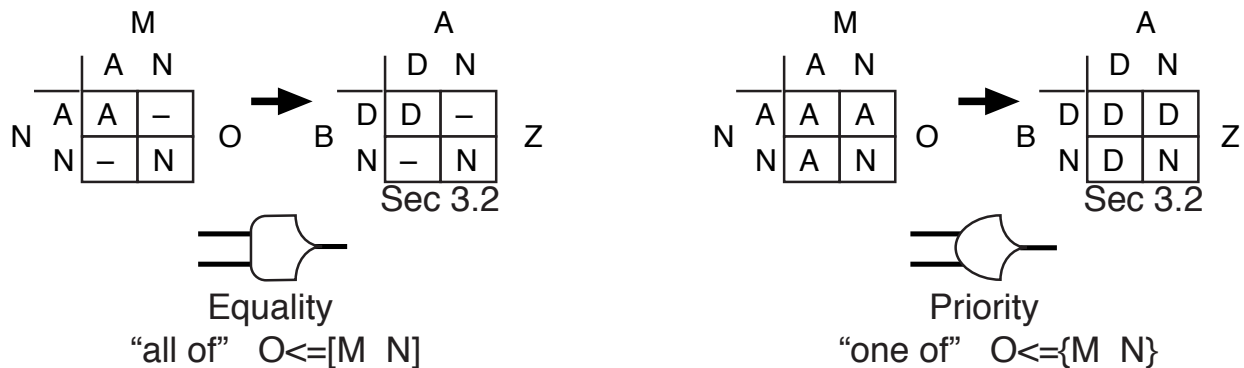 M A M A
A N D N A N D N
N A A – O B D D – Z N A A A O B D D D Z
N – N N – N N A N N D N
Sec 3.2 Sec 3.2
Equality Priority
“all of” O<=[M N] “one of” O<={M N}